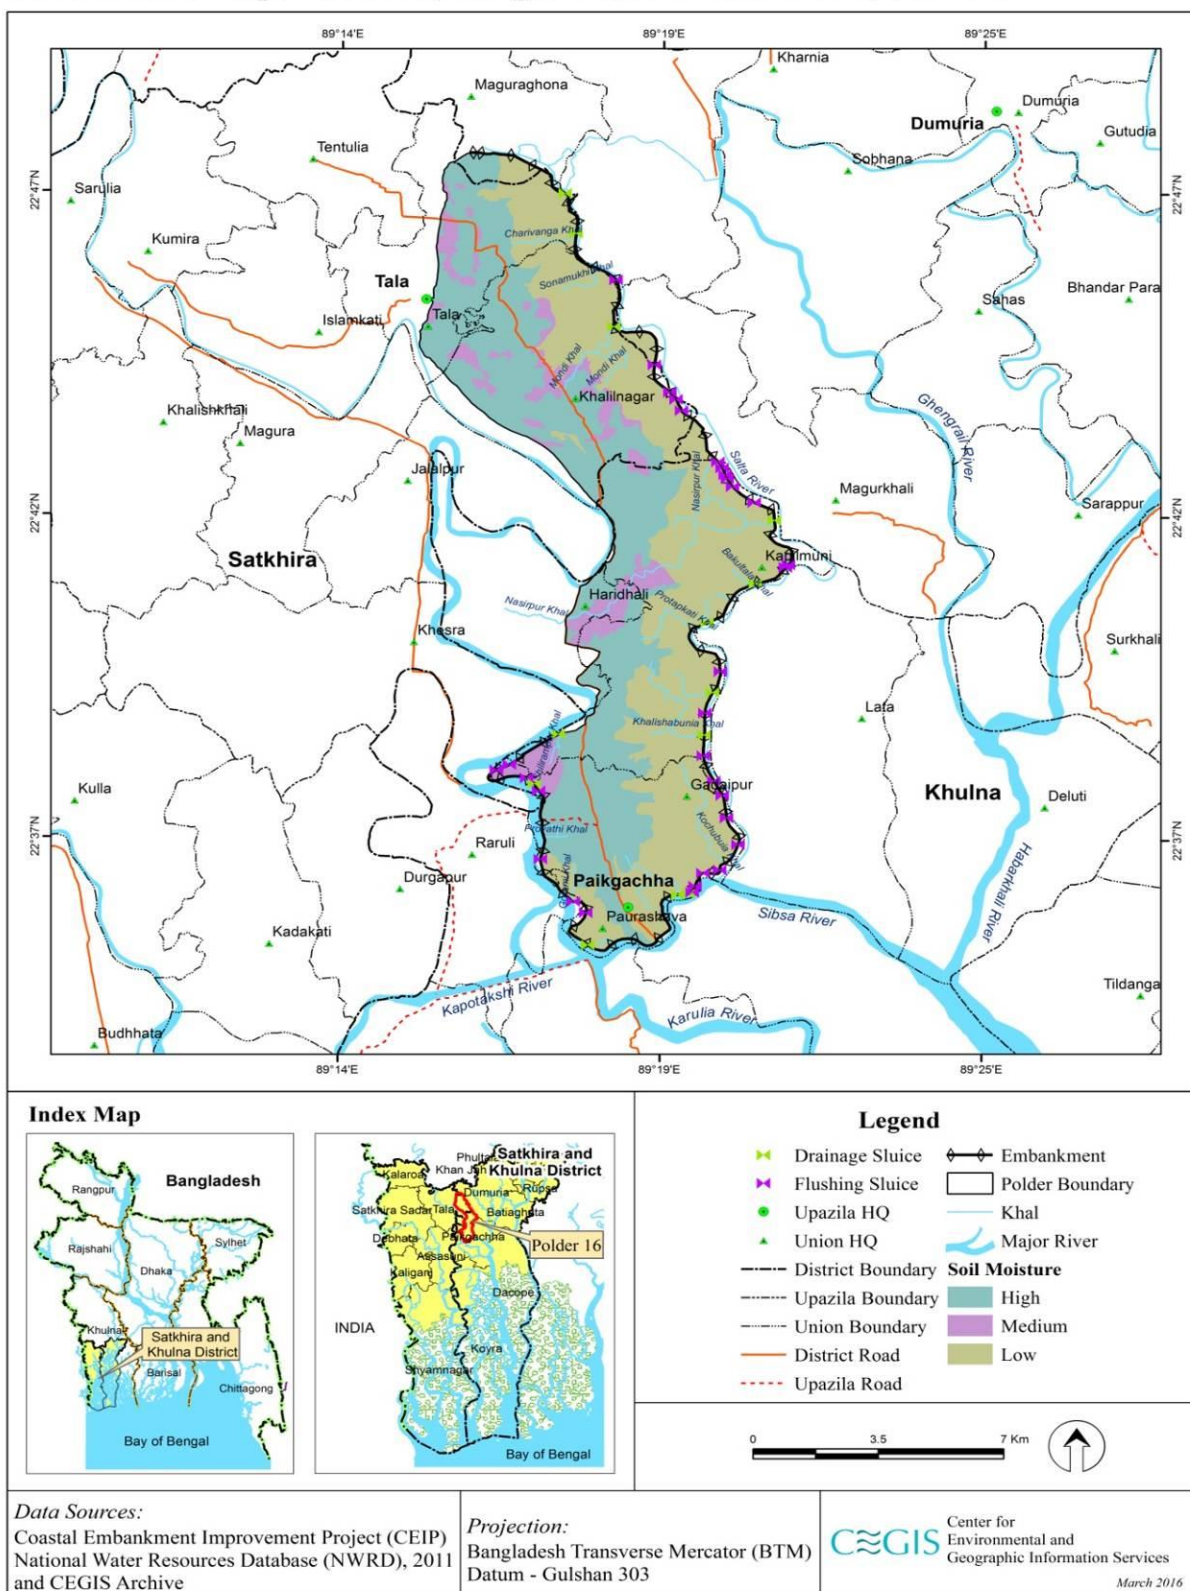 89°14'E
89°19'E
89°25'E
Kharnia
Maguraghona
Dumuria
Dumuria
Gutudia
Tentulia
Sobhana
22°47'N
22°47'N
Sarulia
Charivanga Khal
Kumira
Sonamukhi Khal
Tala
Bhandar Para
Sahas
Islamkati
Tala
Mondi Khal
Mondi Khal
Khalilnagar
Ghengrail River
Khalishkhali
Magura
Salta River
Nasirpur Khal
Jalalpur
Magurkhali
Sarappur
22°42'N
22°42'N
Satkhira
Kapilmuni
Bakultala Khal
Haridhali
Protapkati Khal
Nasirpur Khal
Khesra
Surkhali
Lata
Khalishabunia Khal
Kulla
Gadaipur
Khulna
Deluti
Kochubula Khal
22°37'N
22°37'N
Raruli
Habarkhali River
Durgapur
Paikgachha
Paurashava
Sibsa River
Kadakati
Kapotakshi River
Karulia River
Tildanga
Budhhata
89°14'E
89°19'E
89°25'E
Index Map
Bangladesh
Rangpur
Rajshahi
Sylhet
Dhaka
Khulna
Satkhira and
Khulna District
Barisal
Chittagong
Bay of Bengal
Satkhira and
Khulna District
Kalaroa
Dumuria
Rupsa
Satkhira Sadar
Tala
Batiaghata
Debhata
Paikgachha
Polder 16
Assasuni
Kaliganj
Dacope
INDIA
Koyra
Shyamnagar
Bay of Bengal
Legend
Drainage Sluice
Flushing Sluice
Upazila HQ
Union HQ
District Boundary
Upazila Boundary
Union Boundary
District Road
Upazila Road
Embankment
Polder Boundary
Khal
Major River
Soil Moisture
High
Medium
Low
0 3.5 7 Km
Data Sources:
Coastal Embankment Improvement Project (CEIP)
National Water Resources Database (NWRD), 2011
and CEGIS Archive
Projection:
Bangladesh Transverse Mercator (BTM)
Datum - Gulshan 303
CEGIS
Center for
Environmental and
Geographic Information Services
March 2016